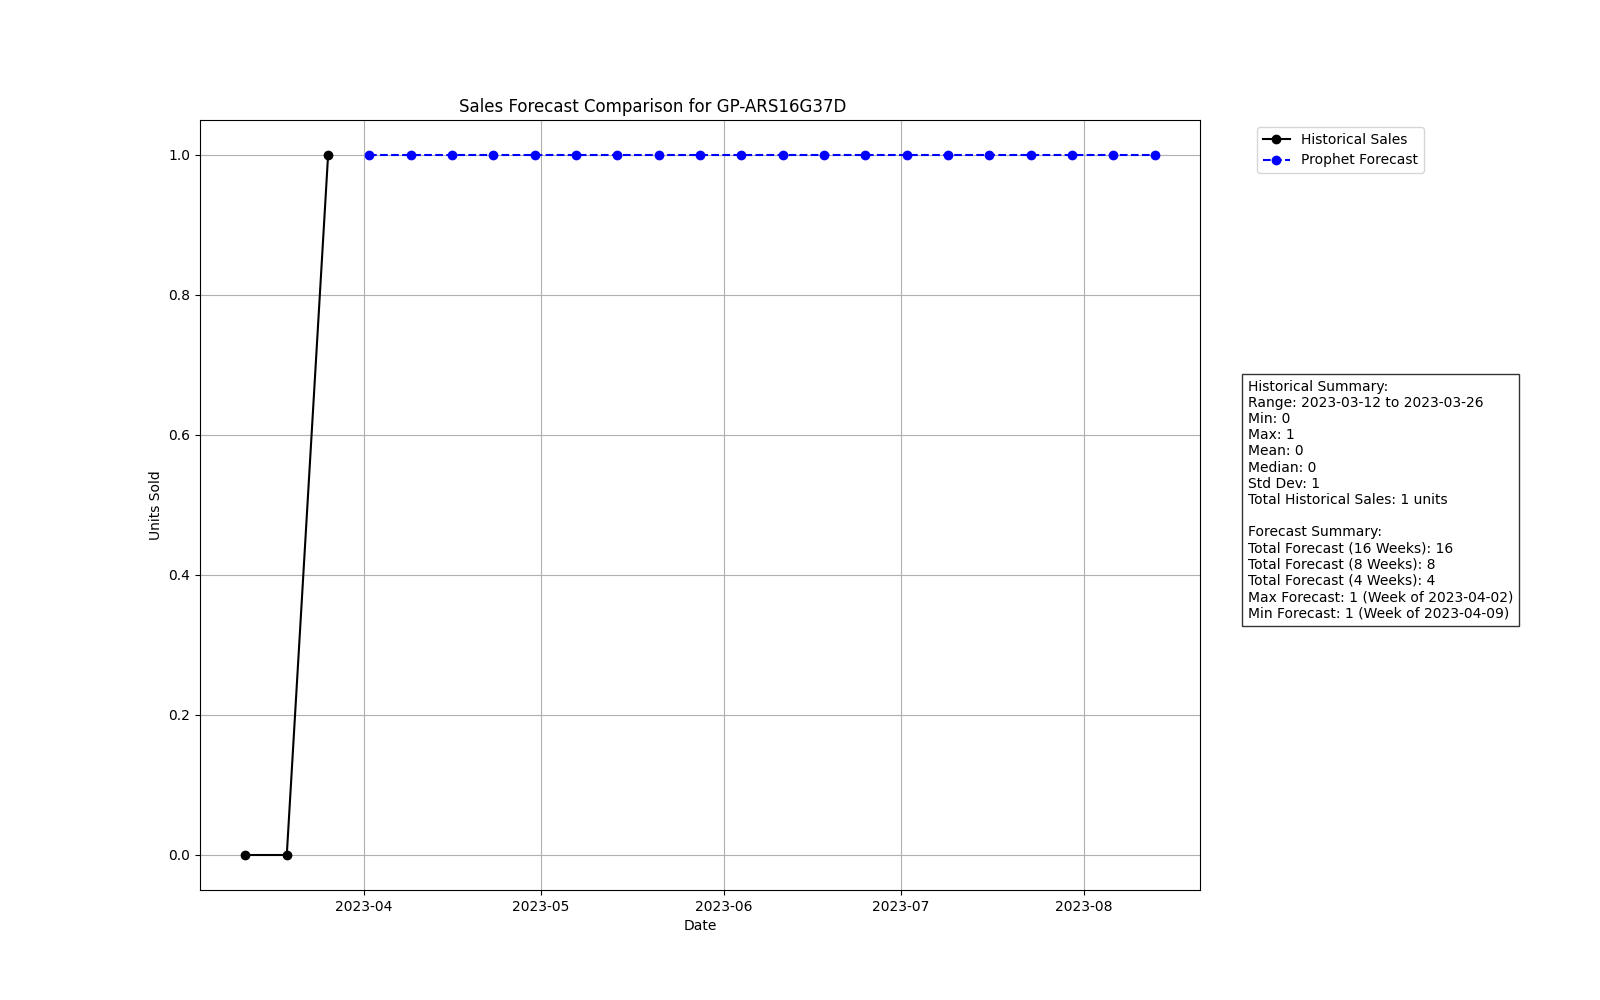 Sales Forecast Comparison for GP-ARS16G37D
Historical Sales
Prophet Forecast
1.0
0.8
0.6
0.4
0.2
0.0
Units Sold
2023-04
2023-05
2023-06
2023-07
2023-08
Date
Historical Summary:
Range: 2023-03-12 to 2023-03-26
Min: 0
Max: 1
Mean: 0
Median: 0
Std Dev: 1
Total Historical Sales: 1 units
Forecast Summary:
Total Forecast (16 Weeks): 16
Total Forecast (8 Weeks): 8
Total Forecast (4 Weeks): 4
Max Forecast: 1 (Week of 2023-04-02)
Min Forecast: 1 (Week of 2023-04-09)